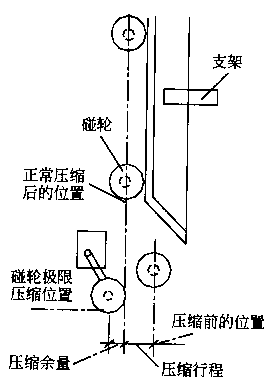 支架
碰轮
正常压缩
后的位置
碰轮极限
压缩位置
压缩前的位置
压缩余量
压缩行程